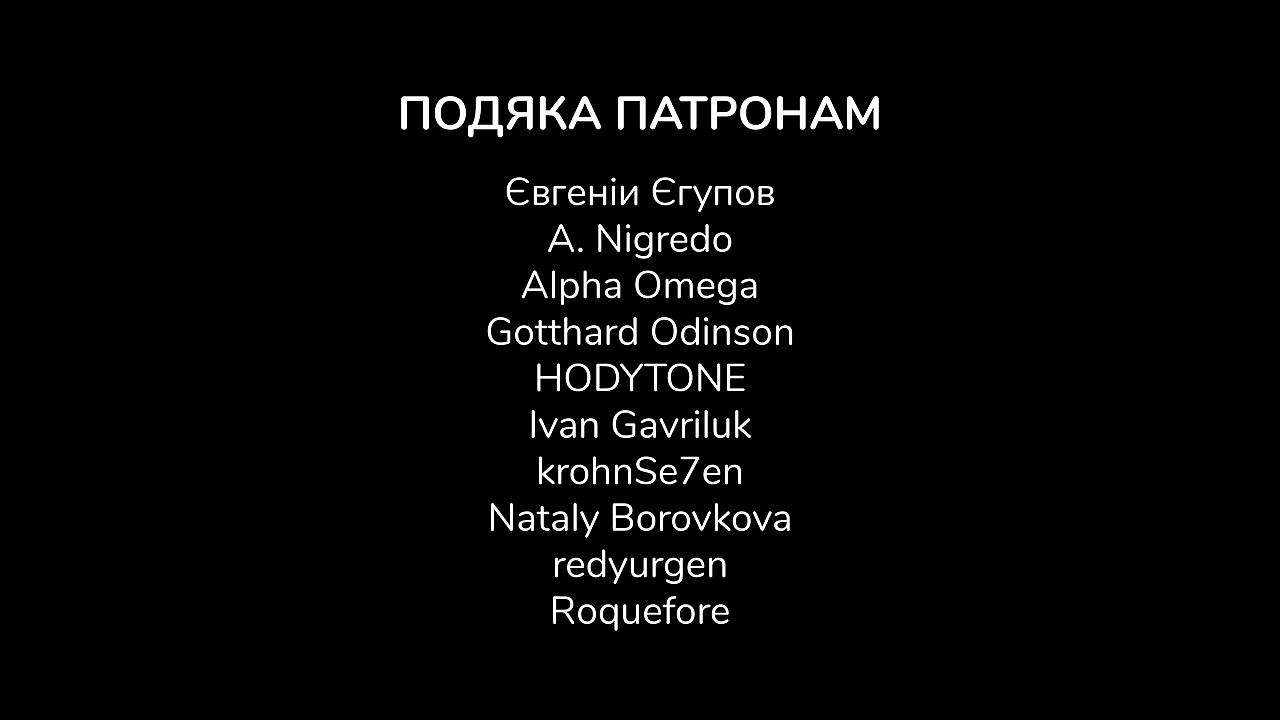 ПОДЯКА ПАТРОНАМ
Євгеніи Єгупов
A. Nigredo
Alpha Omega
Gotthard Odinson
HODYTONE
Ivan Gavriluk
krohnSe7en
Nataly Borovkova
redyurgen
Roquefore